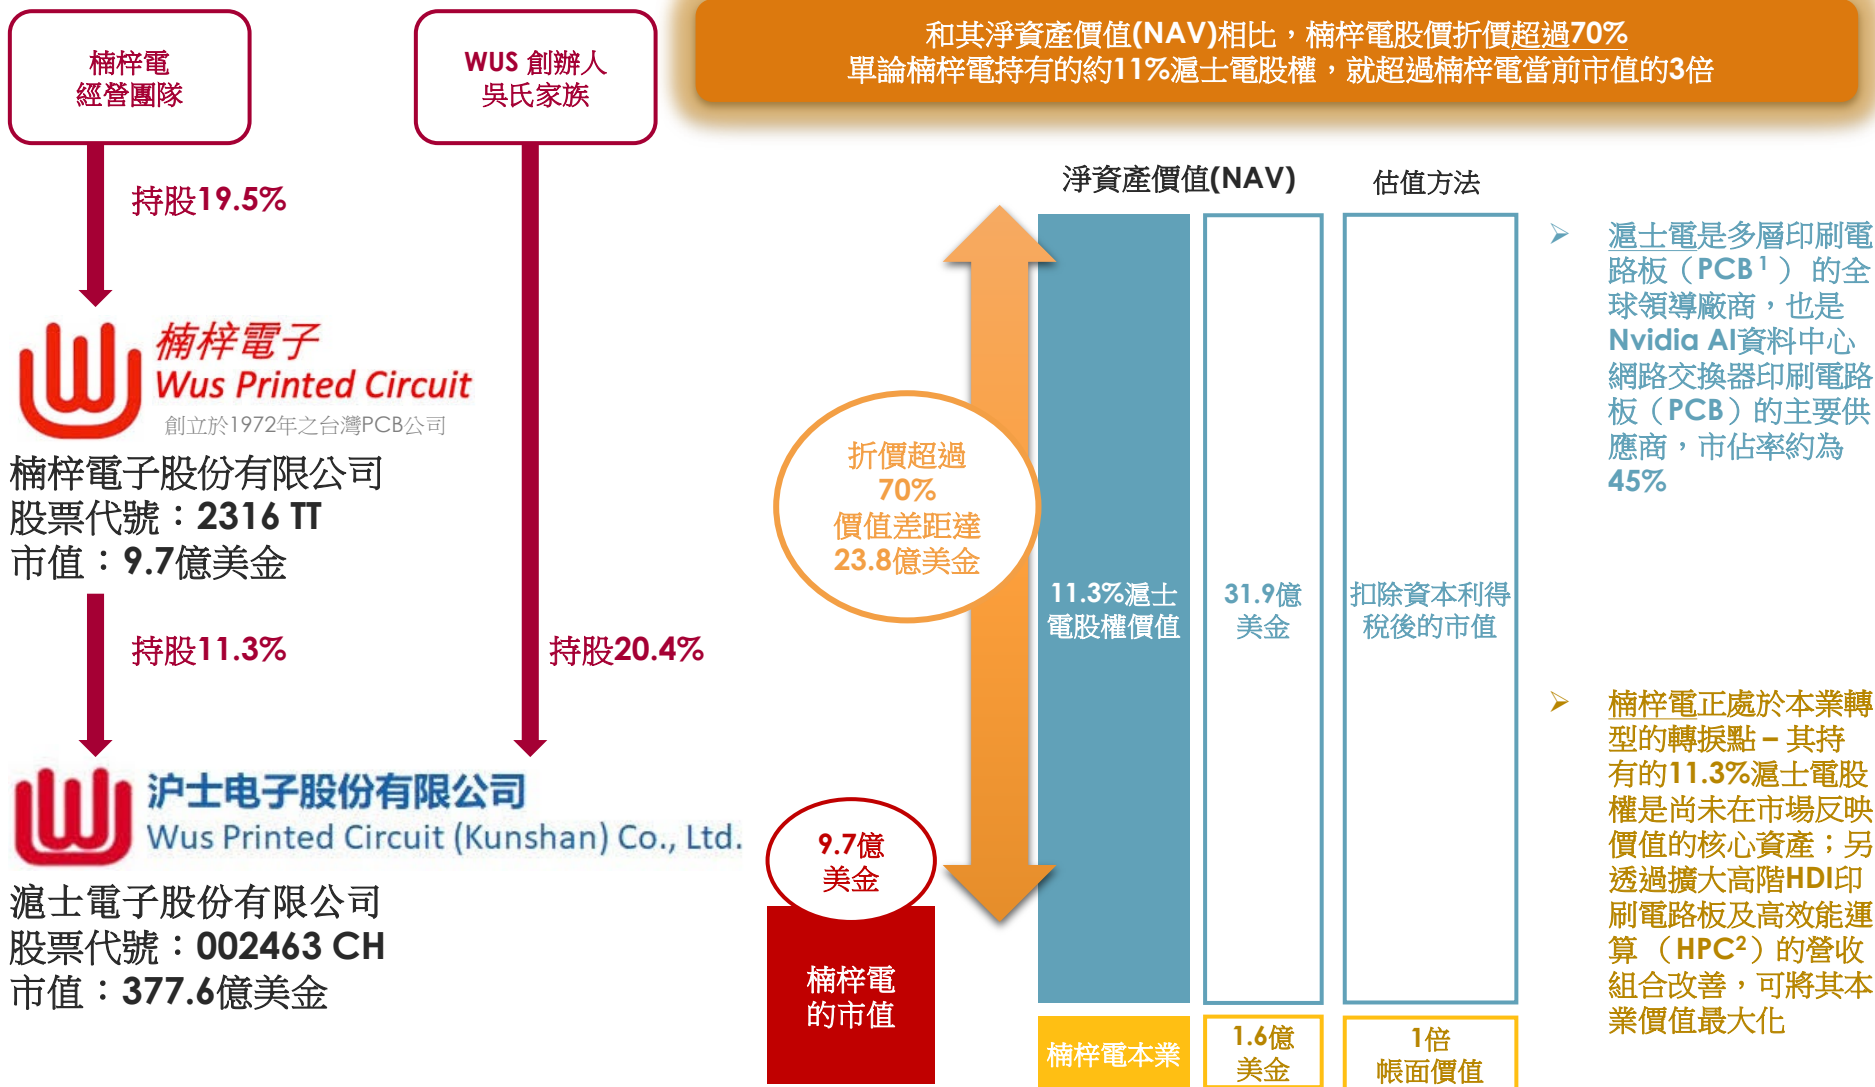 楠梓電
經營團隊
WUS 創辦人
吳氏家族
和其淨資產價值(NAV)相比，楠梓電股價折價超過70%
單論楠梓電持有的約11%滬士電股權，就超過楠梓電當前市值的3倍
持股19.5%
楠梓電子
Wus Printed Circuit
創立於1972年之台灣PCB公司
楠梓電子股份有限公司
股票代號：2316 TT
市值：9.7億美金
持股11.3%
持股20.4%
沪士电子股份有限公司
Wus Printed Circuit (Kunshan) Co., Ltd.
滬士電子股份有限公司
股票代號：002463 CH
市值：377.6億美金
淨資產價值(NAV)
估值方法
折價超過
70%
價值差距達
23.8億美金
11.3%滬士
電股權價值
31.9億
美金
扣除資本利得
稅後的市值
9.7億
美金
楠梓電
的市值
楠梓電本業
1.6億
美金
1倍
帳面價值
➢ 滬士電是多層印刷電
路板（PCB¹） 的全
球領導廠商，也是
Nvidia AI資料中心
網路交換器印刷電路
板（PCB）的主要供
應商，市佔率約為
45%
➢ 楠梓電正處於本業轉
型的轉捩點 – 其持
有的11.3%滬士電股
權是尚未在市場反映
價值的核心資產；另
透過擴大高階HDI印
刷電路板及高效能運
算 （HPC²）的營收
組合改善，可將其本
業價值最大化